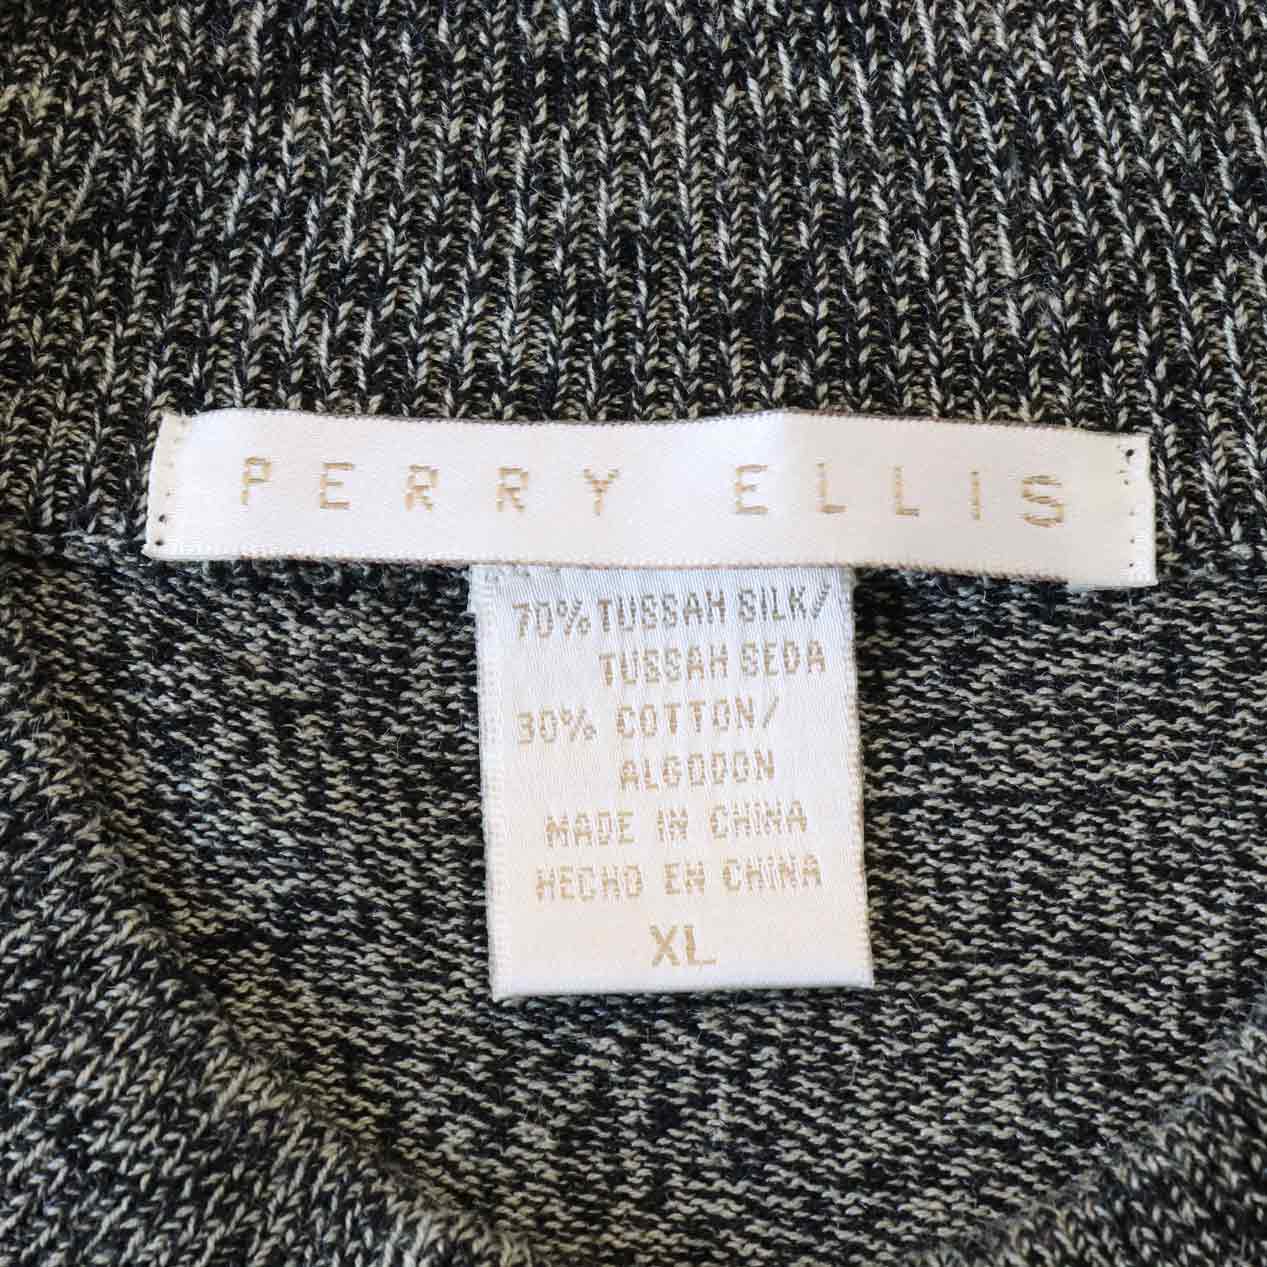 PERRY ELLIS
70% TUSSAH SILK/
TUSSAH SEDA
30% COTTON/
ALGODON
MADE IN CHINA
HECHO EN CHINA
XL